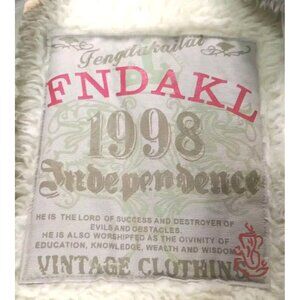 Fengdakailai
FNDAKL
1998
Independence
HE IS THE LORD OF SUCCESS AND DESTROYER OF
EVILS AND OBSTACLES.
HE IS ALSO WORSHIPPED AS THE DIVINITY OF
EDUCATION, KNOWLEDGE, WEALTH AND WISDOM
VINTAGE CLOTHING